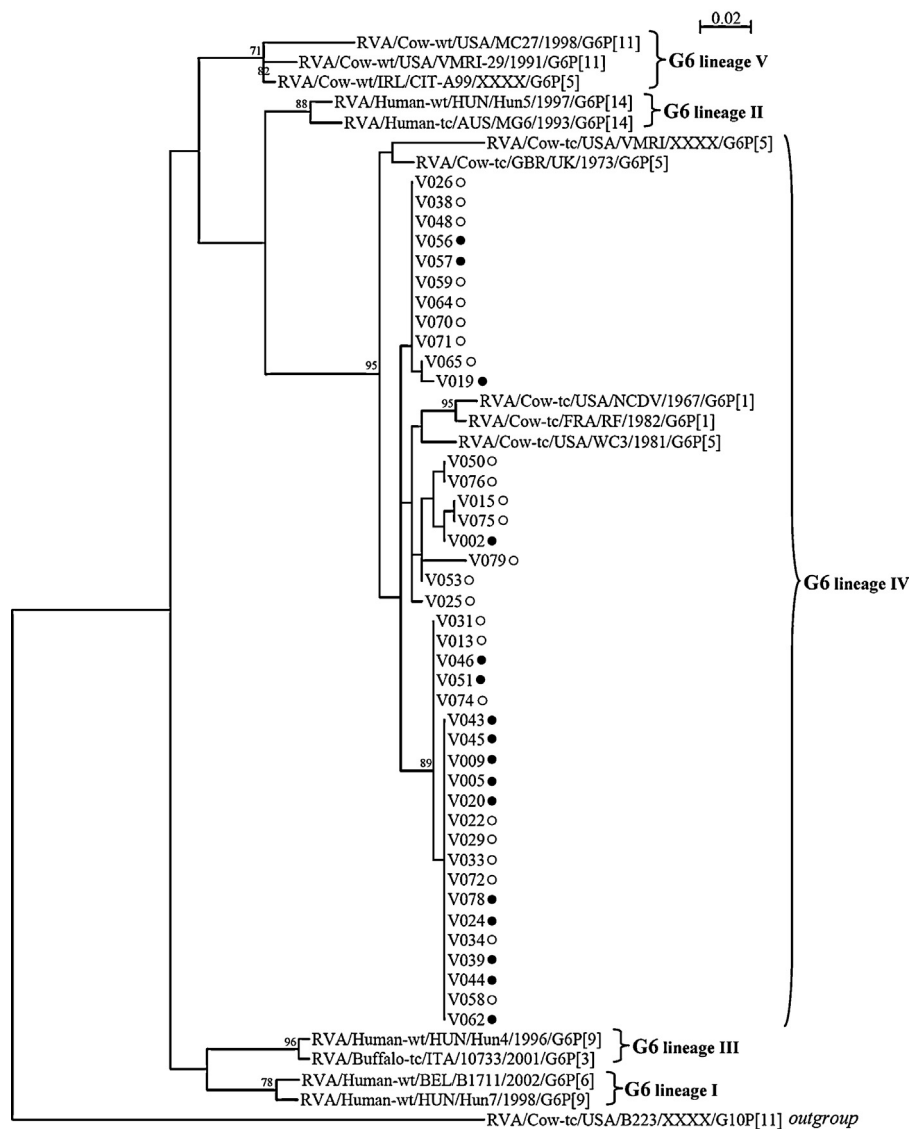 0.02
71
RVA/Cow-wt/USA/MC27/1998/G6P[11]
RVA/Cow-wt/USA/VMRI-29/1991/G6P[11]
G6 lineage V
82
RVA/Cow-wt/IRL/CIT-A99/XXXX/G6P[5]
88
RVA/Human-wt/HUN/Hun5/1997/G6P[14]
G6 lineage II
RVA/Human-tc/AUS/MG6/1993/G6P[14]
RVA/Cow-tc/USA/VMRI/XXXX/G6P[5]
RVA/Cow-tc/GBR/UK/1973/G6P[5]
V026○
V038○
V048○
V056●
V057●
V059○
V064○
V070○
V071○
95
V065○
V019●
95
RVA/Cow-tc/USA/NCDV/1967/G6P[1]
RVA/Cow-tc/FRA/RF/1982/G6P[1]
RVA/Cow-tc/USA/WC3/1981/G6P[5]
V050○
V076○
V015○
V075○
V002●
V079○
V053○
G6 lineage IV
V025○
V031○
V013○
V046●
V051●
V074○
V043●
V045●
V009●
89
V005●
V020●
V022○
V029○
V033○
V072○
V078●
V024●
V034○
V039●
V044●
V058○
V062●
96
RVA/Human-wt/HUN/Hun4/1996/G6P[9]
G6 lineage III
RVA/Buffalo-tc/ITA/10733/2001/G6P[3]
78
RVA/Human-wt/BEL/B1711/2002/G6P[6]
G6 lineage I
RVA/Human-wt/HUN/Hun7/1998/G6P[9]
RVA/Cow-tc/USA/B223/XXXX/G10P[11] outgroup